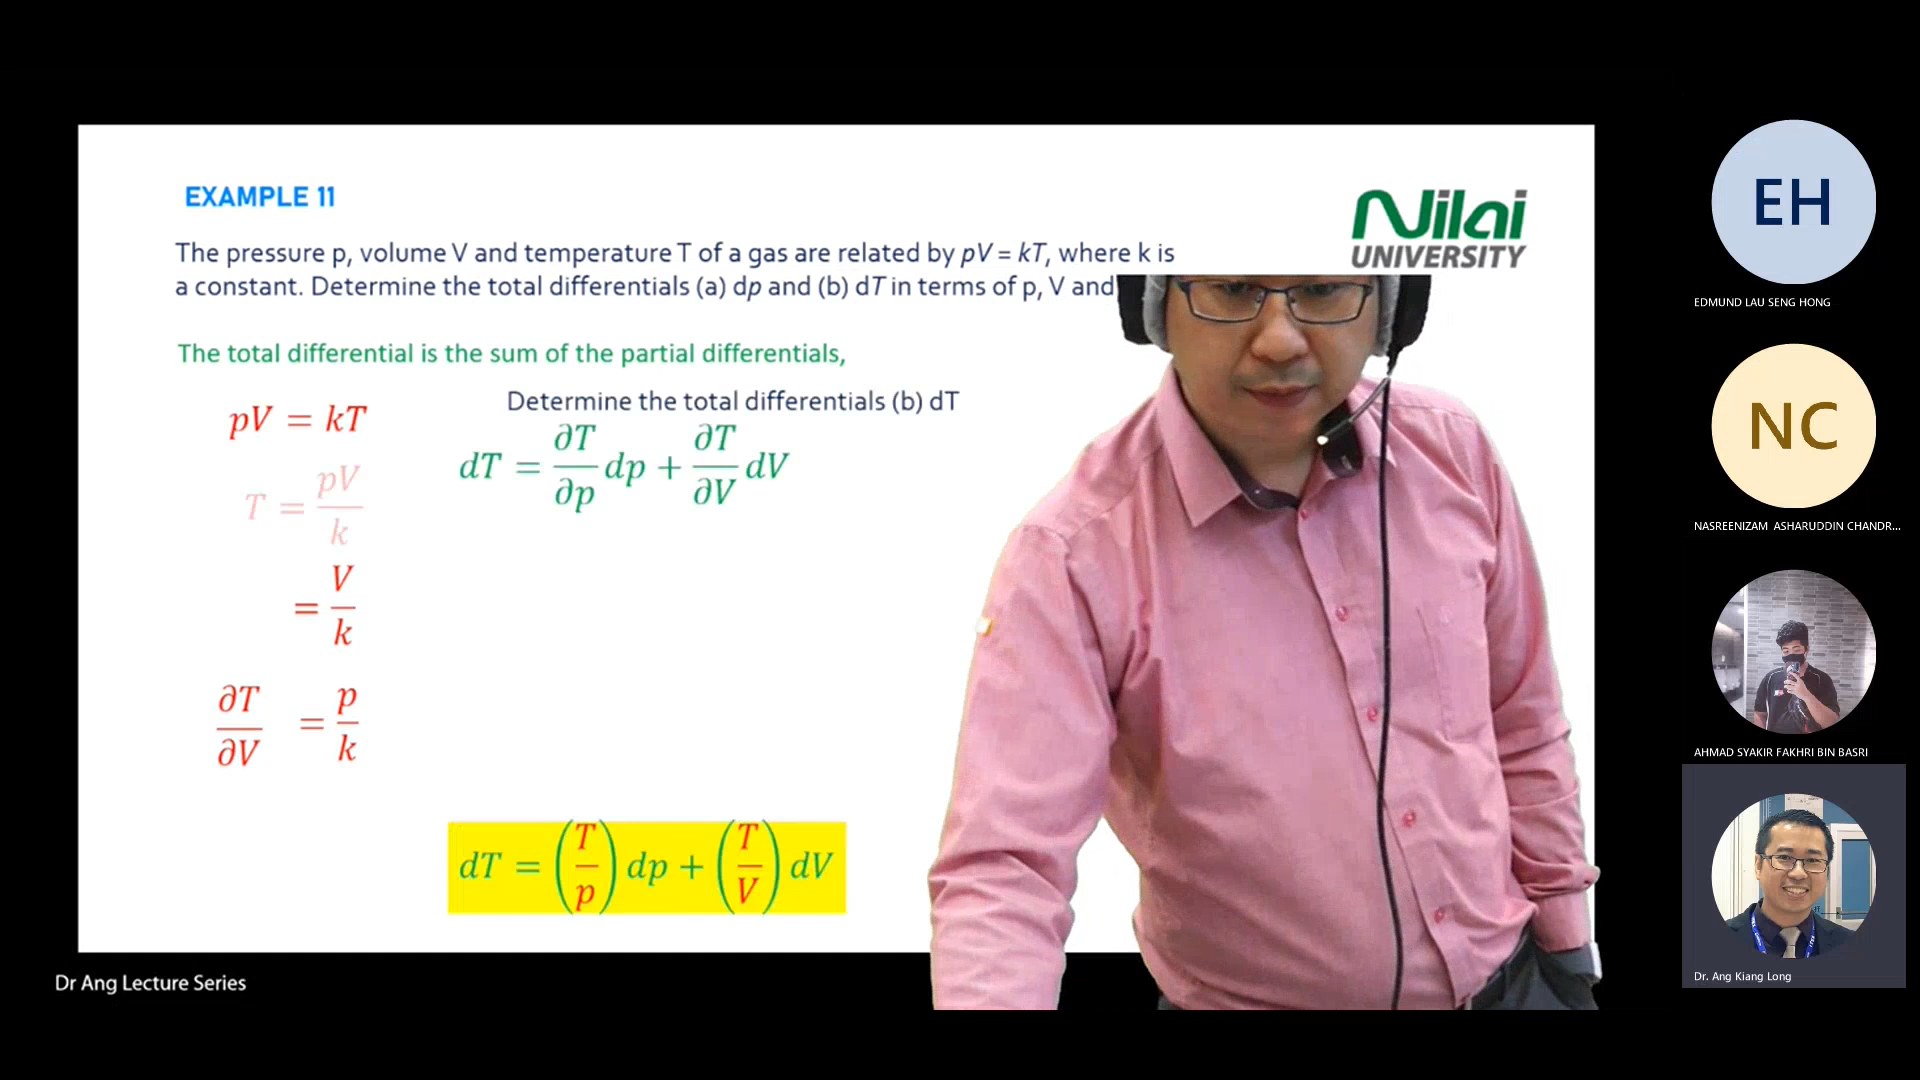 EXAMPLE 11
Nilai
UNIVERSITY
The pressure p, volume V and temperature T of a gas are related by pV = kT, where k is
a constant. Determine the total differentials (a) dp and (b) dT in terms of p, V and
The total differential is the sum of the partial differentials,
Determine the total differentials (b) dT
pV = kT
dT = ∂T/∂p dp + ∂T/∂V dV
T = pV/k
= V/k
∂T/∂V = p/k
dT = (T/p) dp + (T/V) dV
Dr Ang Lecture Series
EH
EDMUND LAU SENG HONG
NC
NASREENIZAM ASHARUDDIN CHANDR...
AHMAD SYAKIR FAKHRI BIN BASRI
Dr. Ang Kiang Long